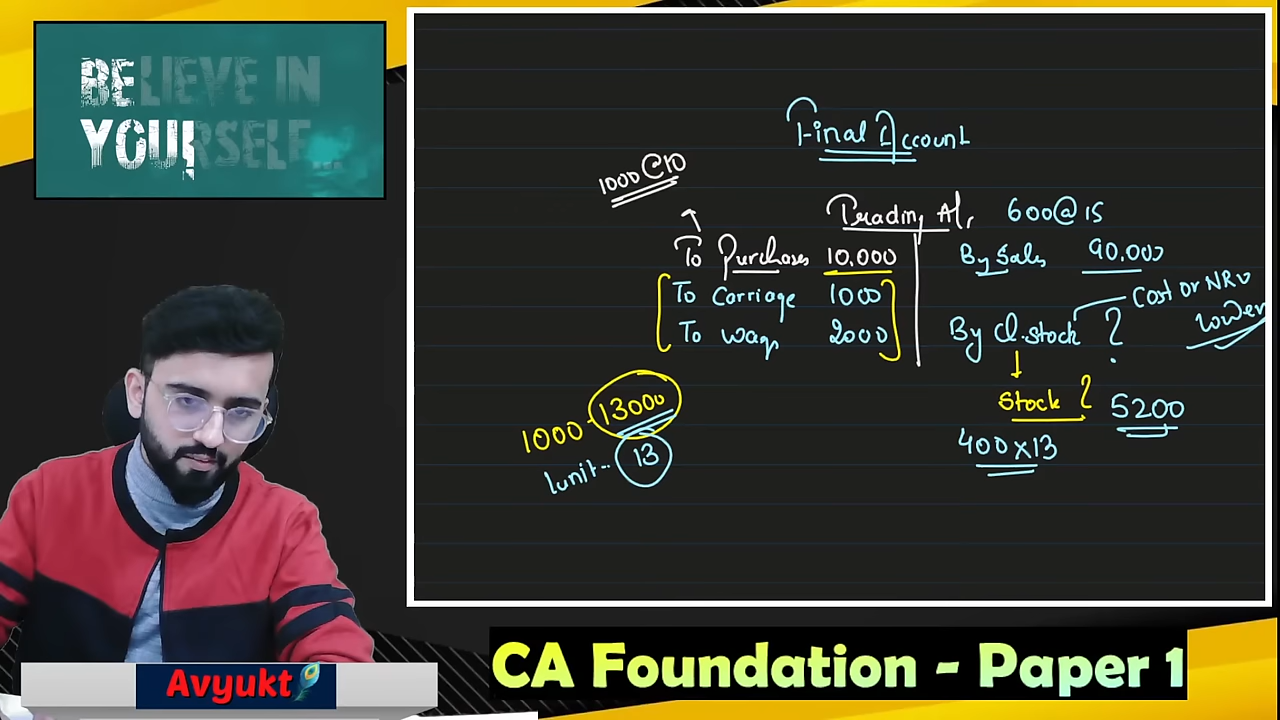 BELIEVE IN
YOURSELF...
Final Account
1000@10
Trading A/c 600@15
To Purchases 10,000 By Sales 90,000
To Carriage 1000 Cost or NRV
lower
To wages 2000 By Cl.stock ?
Stock ? 5200
1000 - 13000
400x13
1unit-- 13
Avyukt
CA Foundation - Paper 1